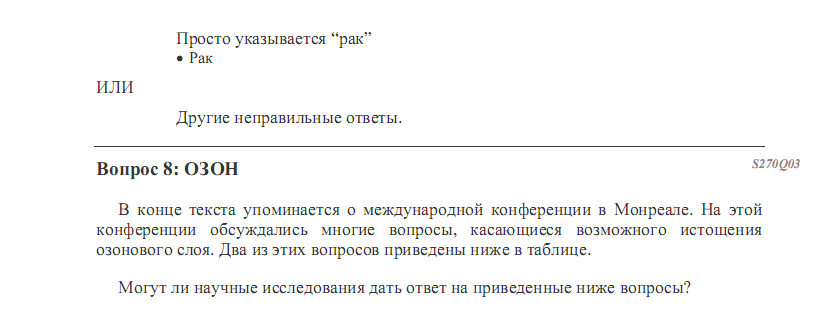 Просто указывается “рак”
• Рак
ИЛИ
Другие неправильные ответы.
Вопрос 8: ОЗОН
S270Q03
В конце текста упоминается о международной конференции в Монреале. На этой
конференции обсуждались многие вопросы, касающиеся возможного истощения
озонового слоя. Два из этих вопросов приведены ниже в таблице.
Могут ли научные исследования дать ответ на приведенные ниже вопросы?